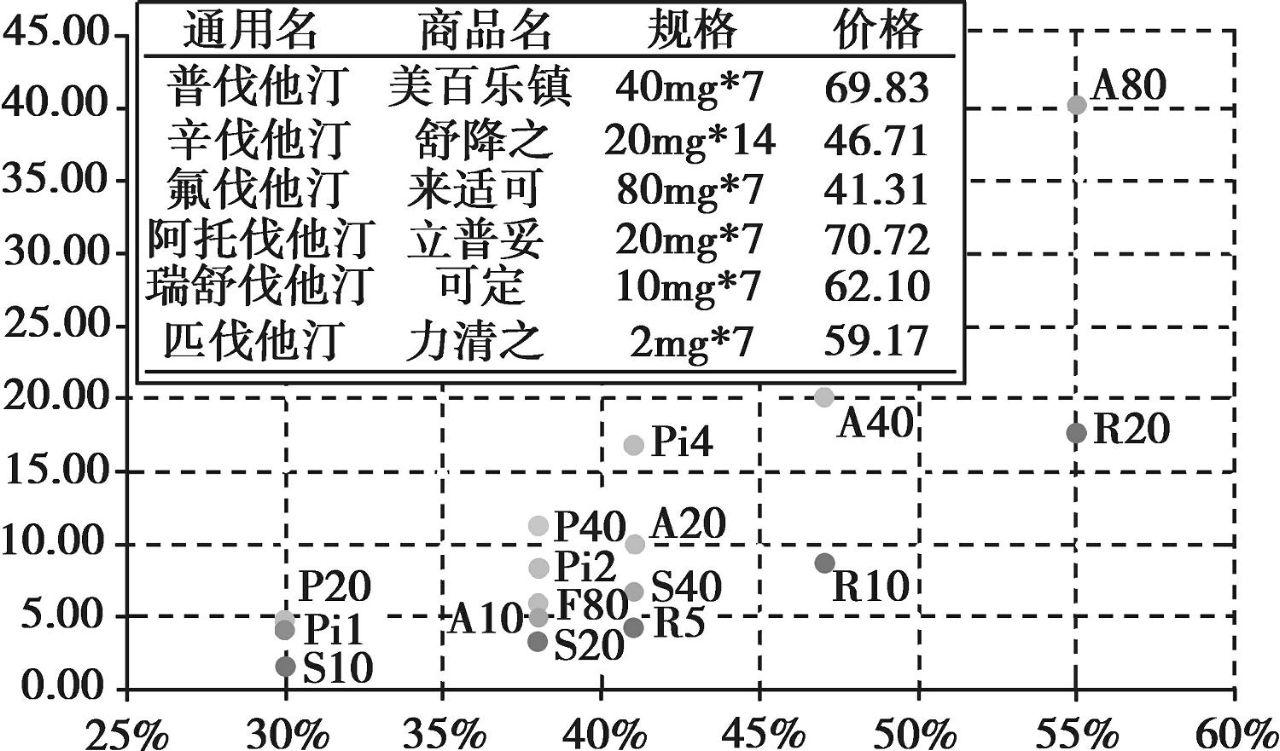 通用名 商品名 规格 价格
普伐他汀 美百乐镇 40mg*7 69.83
辛伐他汀 舒降之 20mg*14 46.71
氟伐他汀 来适可 80mg*7 41.31
阿托伐他汀 立普妥 20mg*7 70.72
瑞舒伐他汀 可定 10mg*7 62.10
匹伐他汀 力清之 2mg*7 59.17
45.00
40.00
35.00
30.00
25.00
20.00
15.00
10.00
5.00
0.00
A80
A40
R20
Pi4
P40
A20
Pi2
S40
F80
R10
P20
A10
R5
Pi1
S20
S10
25% 30% 35% 40% 45% 50% 55% 60%